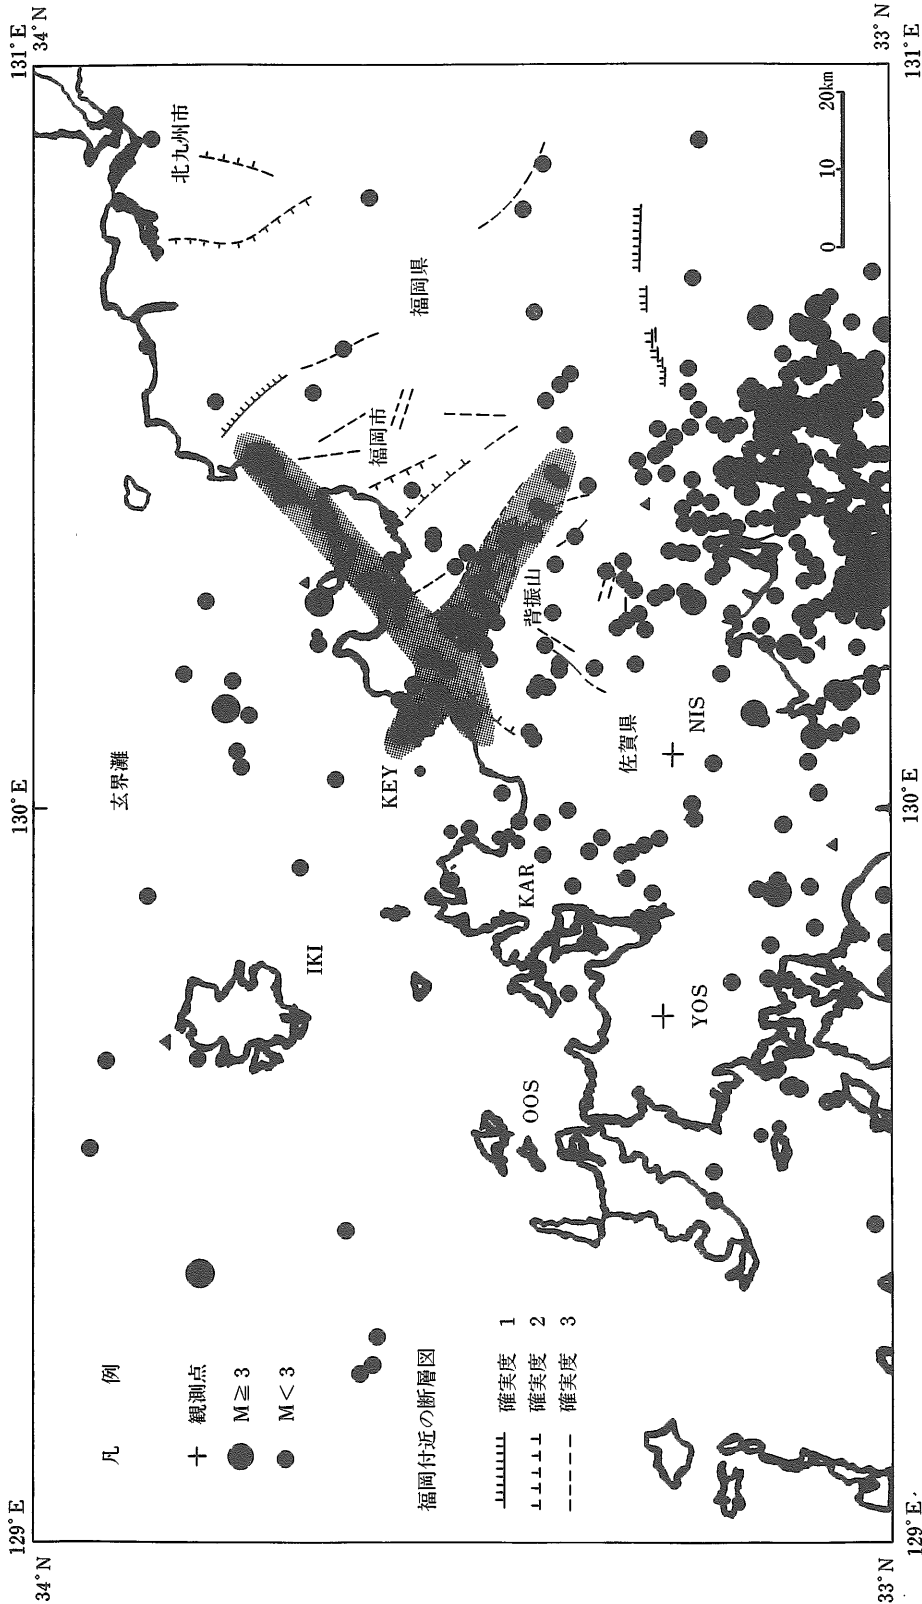 129°E
130°E
131°E
34°N
34°N
凡 例
観測点
M≧3
M<3
玄界灘
北九州市
IKI
福岡市
福岡県
KEY
福岡付近の断層図
確実度 1
確実度 2
確実度 3
OOS
KAR
背振山
佐賀県
NIS
YOS
0 10 20km
33°N
33°N
129°E
130°E
131°E